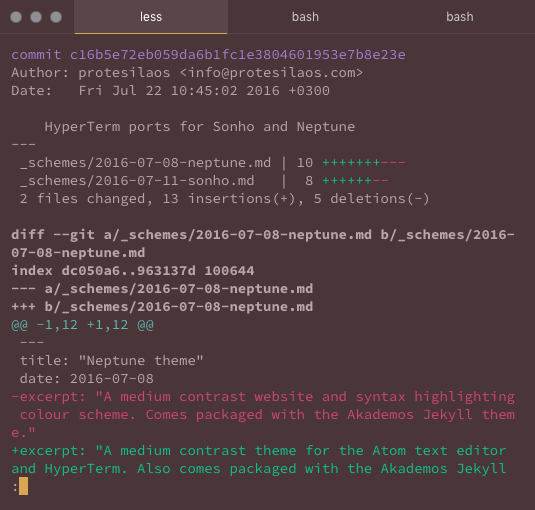 less bash bash
commit c16b5e72eb059da6b1fc1e3804601953e7b8e23e
Author: protesilaos <info@protesilaos.com>
Date:   Fri Jul 22 10:45:02 2016 +0300
    HyperTerm ports for Sonho and Neptune
---
 _schemes/2016-07-08-neptune.md | 10 +++++++---
 _schemes/2016-07-11-sonho.md   |  8 ++++++--
 2 files changed, 13 insertions(+), 5 deletions(-)
diff --git a/_schemes/2016-07-08-neptune.md b/_schemes/2016-
07-08-neptune.md
index dc050a6..963137d 100644
--- a/_schemes/2016-07-08-neptune.md
+++ b/_schemes/2016-07-08-neptune.md
@@ -1,12 +1,12 @@
 ---
 title: "Neptune theme"
 date: 2016-07-08
-excerpt: "A medium contrast website and syntax highlighting
 colour scheme. Comes packaged with the Akademos Jekyll them
e."
+excerpt: "A medium contrast theme for the Atom text editor
and HyperTerm. Also comes packaged with the Akademos Jekyll
: